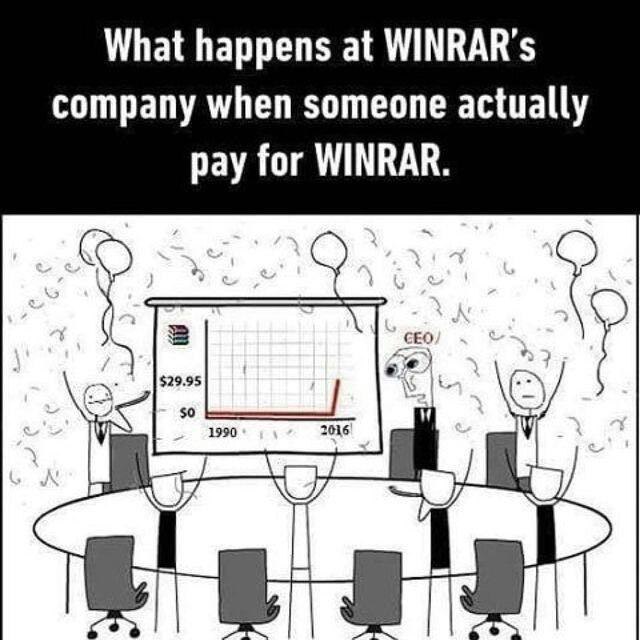 What happens at WINRAR's
company when someone actually
pay for WINRAR.
CEO/
$29.95
$0
1990
2016